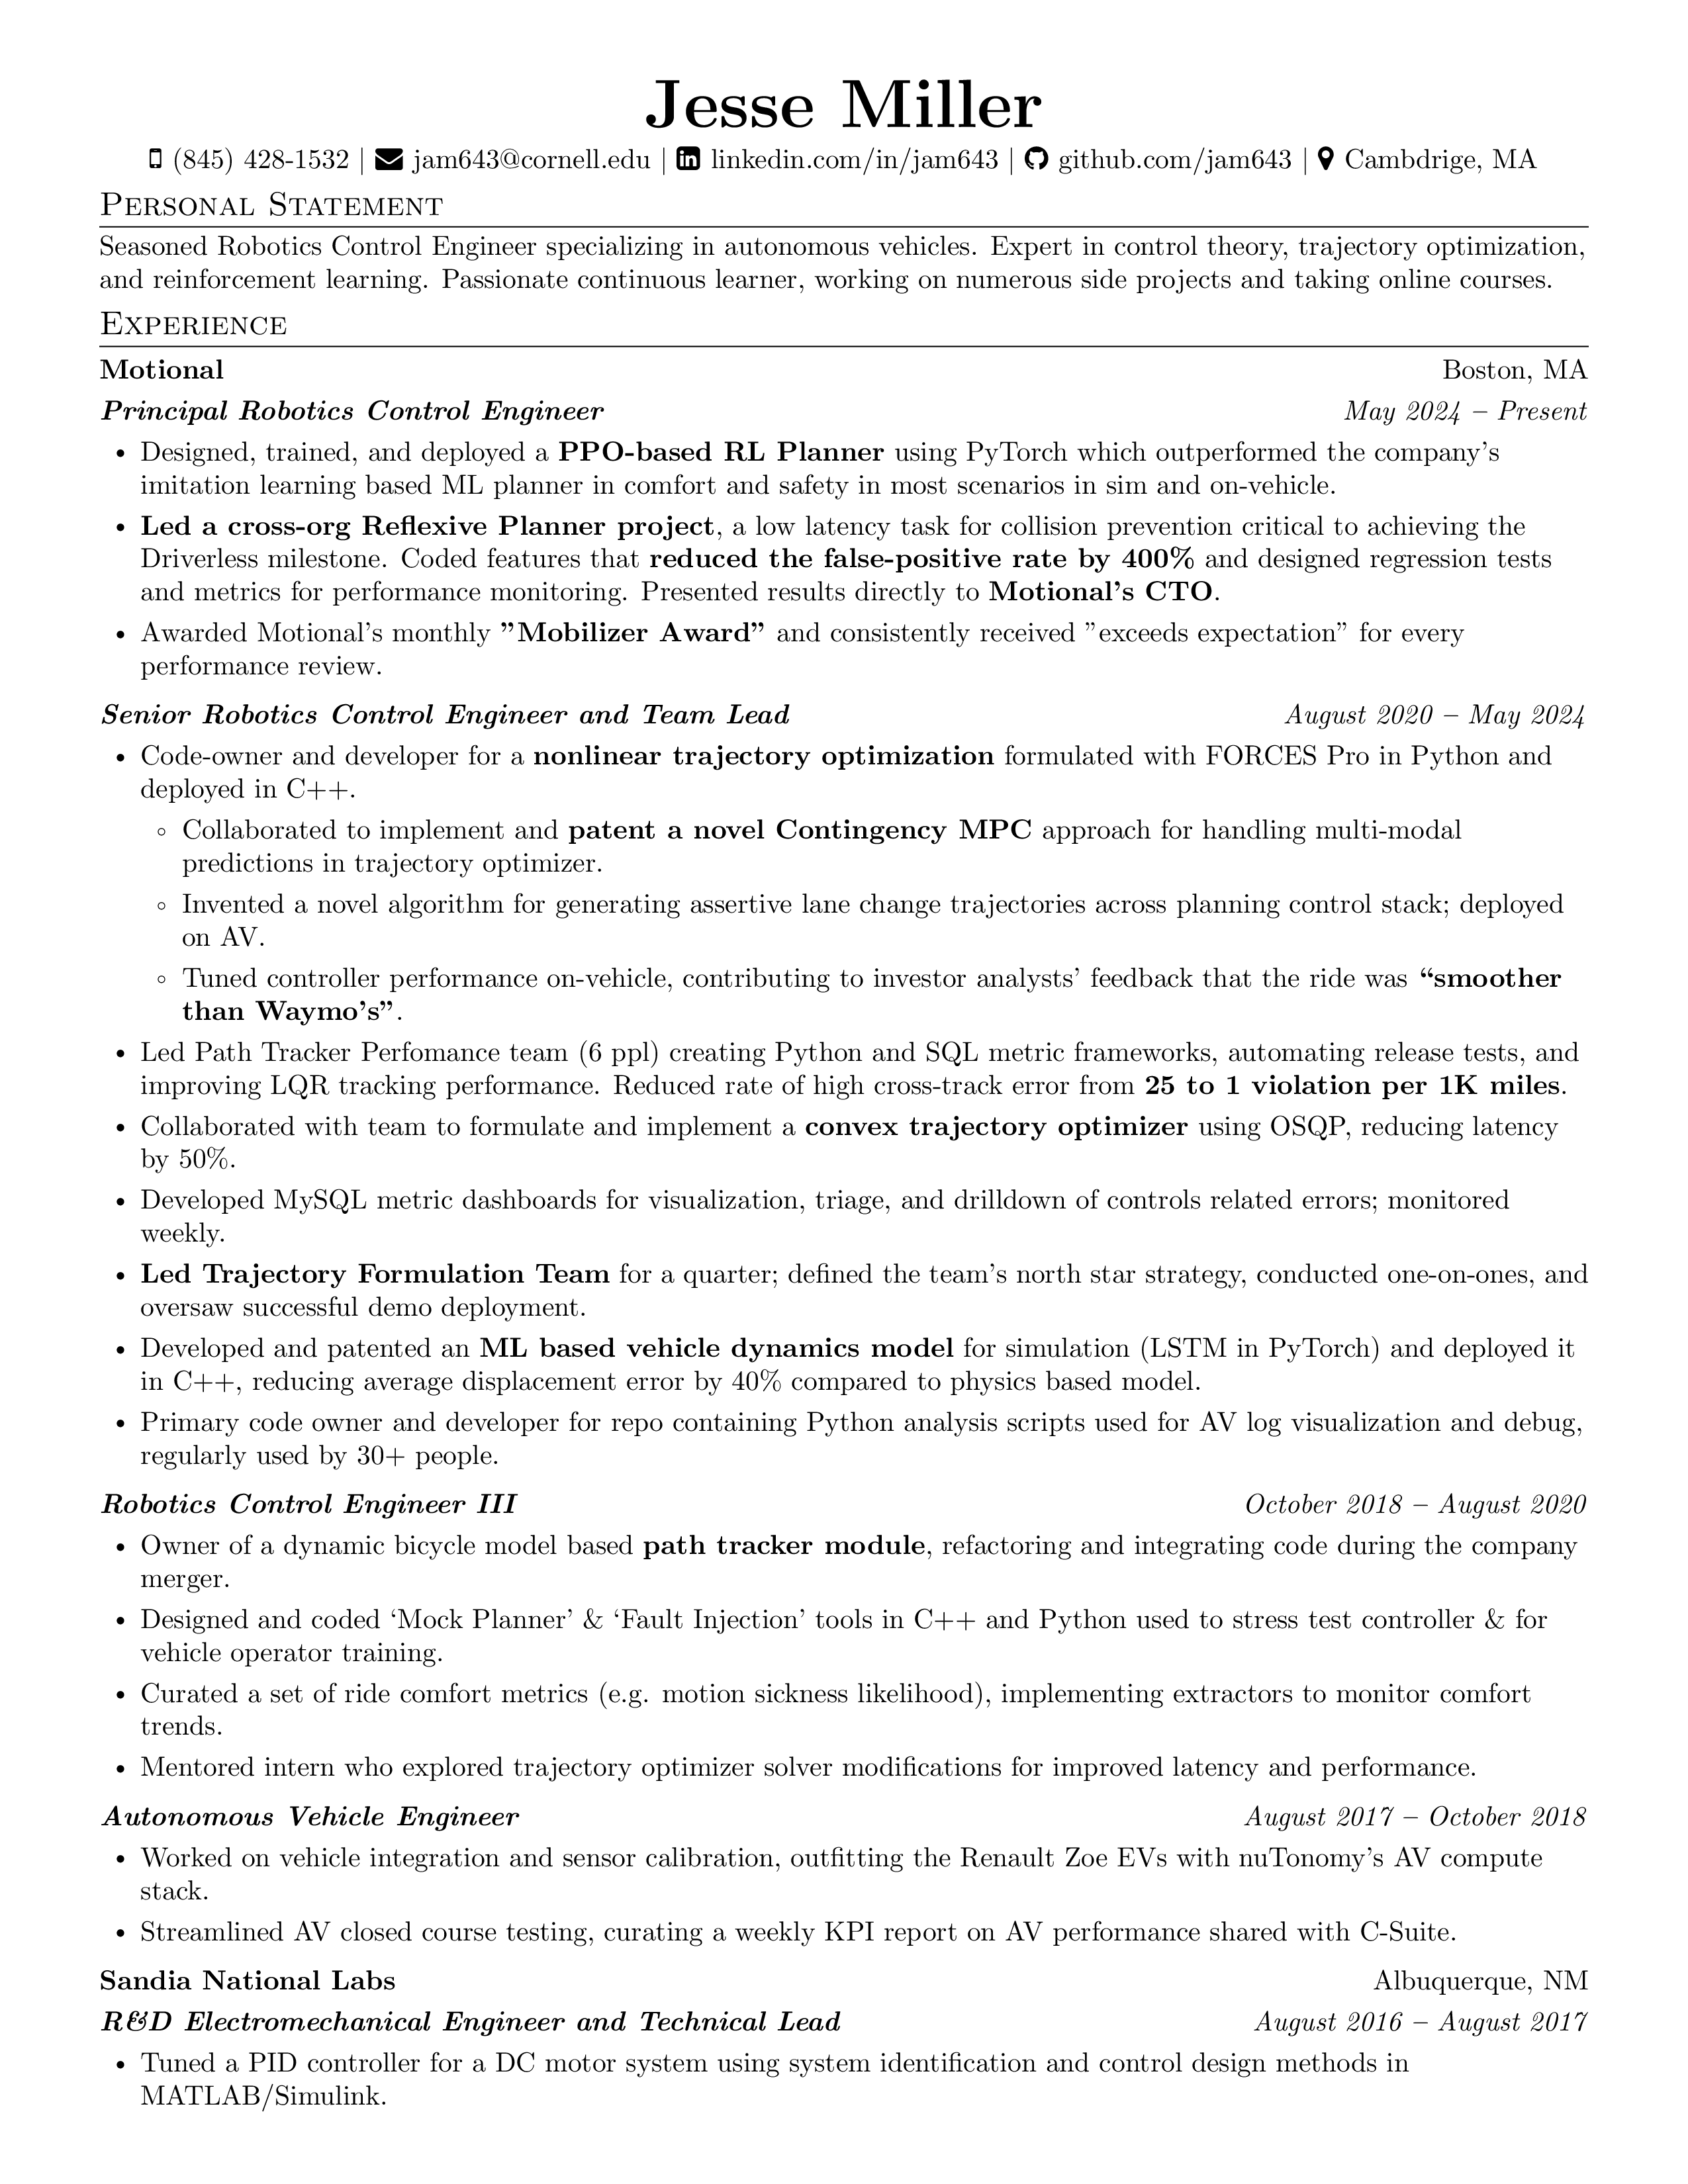 Jesse Miller
(845) 428-1532 | jam643@cornell.edu | linkedin.com/in/jam643 | github.com/jam643 | Cambdrige, MA
Personal Statement
Seasoned Robotics Control Engineer specializing in autonomous vehicles. Expert in control theory, trajectory optimization,
and reinforcement learning. Passionate continuous learner, working on numerous side projects and taking online courses.
Experience
Motional Boston, MA
Principal Robotics Control Engineer May 2024 – Present
• Designed, trained, and deployed a PPO-based RL Planner using PyTorch which outperformed the company's
imitation learning based ML planner in comfort and safety in most scenarios in sim and on-vehicle.
• Led a cross-org Reflexive Planner project, a low latency task for collision prevention critical to achieving the
Driverless milestone. Coded features that reduced the false-positive rate by 400% and designed regression tests
and metrics for performance monitoring. Presented results directly to Motional's CTO.
• Awarded Motional's monthly ”Mobilizer Award” and consistently received ”exceeds expectation” for every
performance review.
Senior Robotics Control Engineer and Team Lead August 2020 – May 2024
• Code-owner and developer for a nonlinear trajectory optimization formulated with FORCES Pro in Python and
deployed in C++.
◦ Collaborated to implement and patent a novel Contingency MPC approach for handling multi-modal
predictions in trajectory optimizer.
◦ Invented a novel algorithm for generating assertive lane change trajectories across planning control stack; deployed
on AV.
◦ Tuned controller performance on-vehicle, contributing to investor analysts' feedback that the ride was “smoother
than Waymo's”.
• Led Path Tracker Perfomance team (6 ppl) creating Python and SQL metric frameworks, automating release tests, and
improving LQR tracking performance. Reduced rate of high cross-track error from 25 to 1 violation per 1K miles.
• Collaborated with team to formulate and implement a convex trajectory optimizer using OSQP, reducing latency
by 50%.
• Developed MySQL metric dashboards for visualization, triage, and drilldown of controls related errors; monitored
weekly.
• Led Trajectory Formulation Team for a quarter; defined the team's north star strategy, conducted one-on-ones, and
oversaw successful demo deployment.
• Developed and patented an ML based vehicle dynamics model for simulation (LSTM in PyTorch) and deployed it
in C++, reducing average displacement error by 40% compared to physics based model.
• Primary code owner and developer for repo containing Python analysis scripts used for AV log visualization and debug,
regularly used by 30+ people.
Robotics Control Engineer III October 2018 – August 2020
• Owner of a dynamic bicycle model based path tracker module, refactoring and integrating code during the company
merger.
• Designed and coded ‘Mock Planner’ & ‘Fault Injection’ tools in C++ and Python used to stress test controller & for
vehicle operator training.
• Curated a set of ride comfort metrics (e.g. motion sickness likelihood), implementing extractors to monitor comfort
trends.
• Mentored intern who explored trajectory optimizer solver modifications for improved latency and performance.
Autonomous Vehicle Engineer August 2017 – October 2018
• Worked on vehicle integration and sensor calibration, outfitting the Renault Zoe EVs with nuTonomy's AV compute
stack.
• Streamlined AV closed course testing, curating a weekly KPI report on AV performance shared with C-Suite.
Sandia National Labs Albuquerque, NM
R&D Electromechanical Engineer and Technical Lead August 2016 – August 2017
• Tuned a PID controller for a DC motor system using system identification and control design methods in
MATLAB/Simulink.